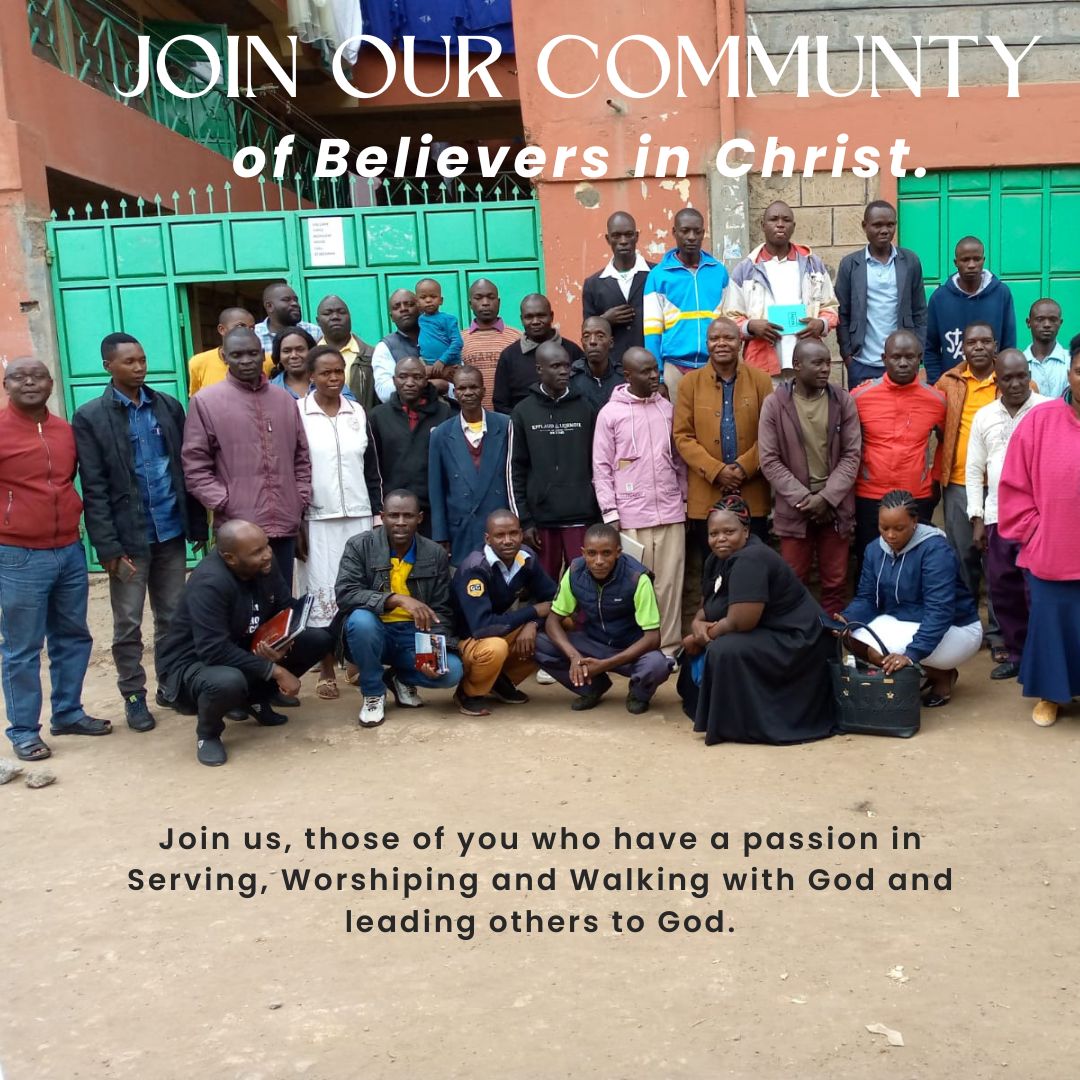 JOIN OUR COMMUNTY
of Believers in Christ.
Join us, those of you who have a passion in
Serving, Worshiping and Walking with God and
leading others to God.